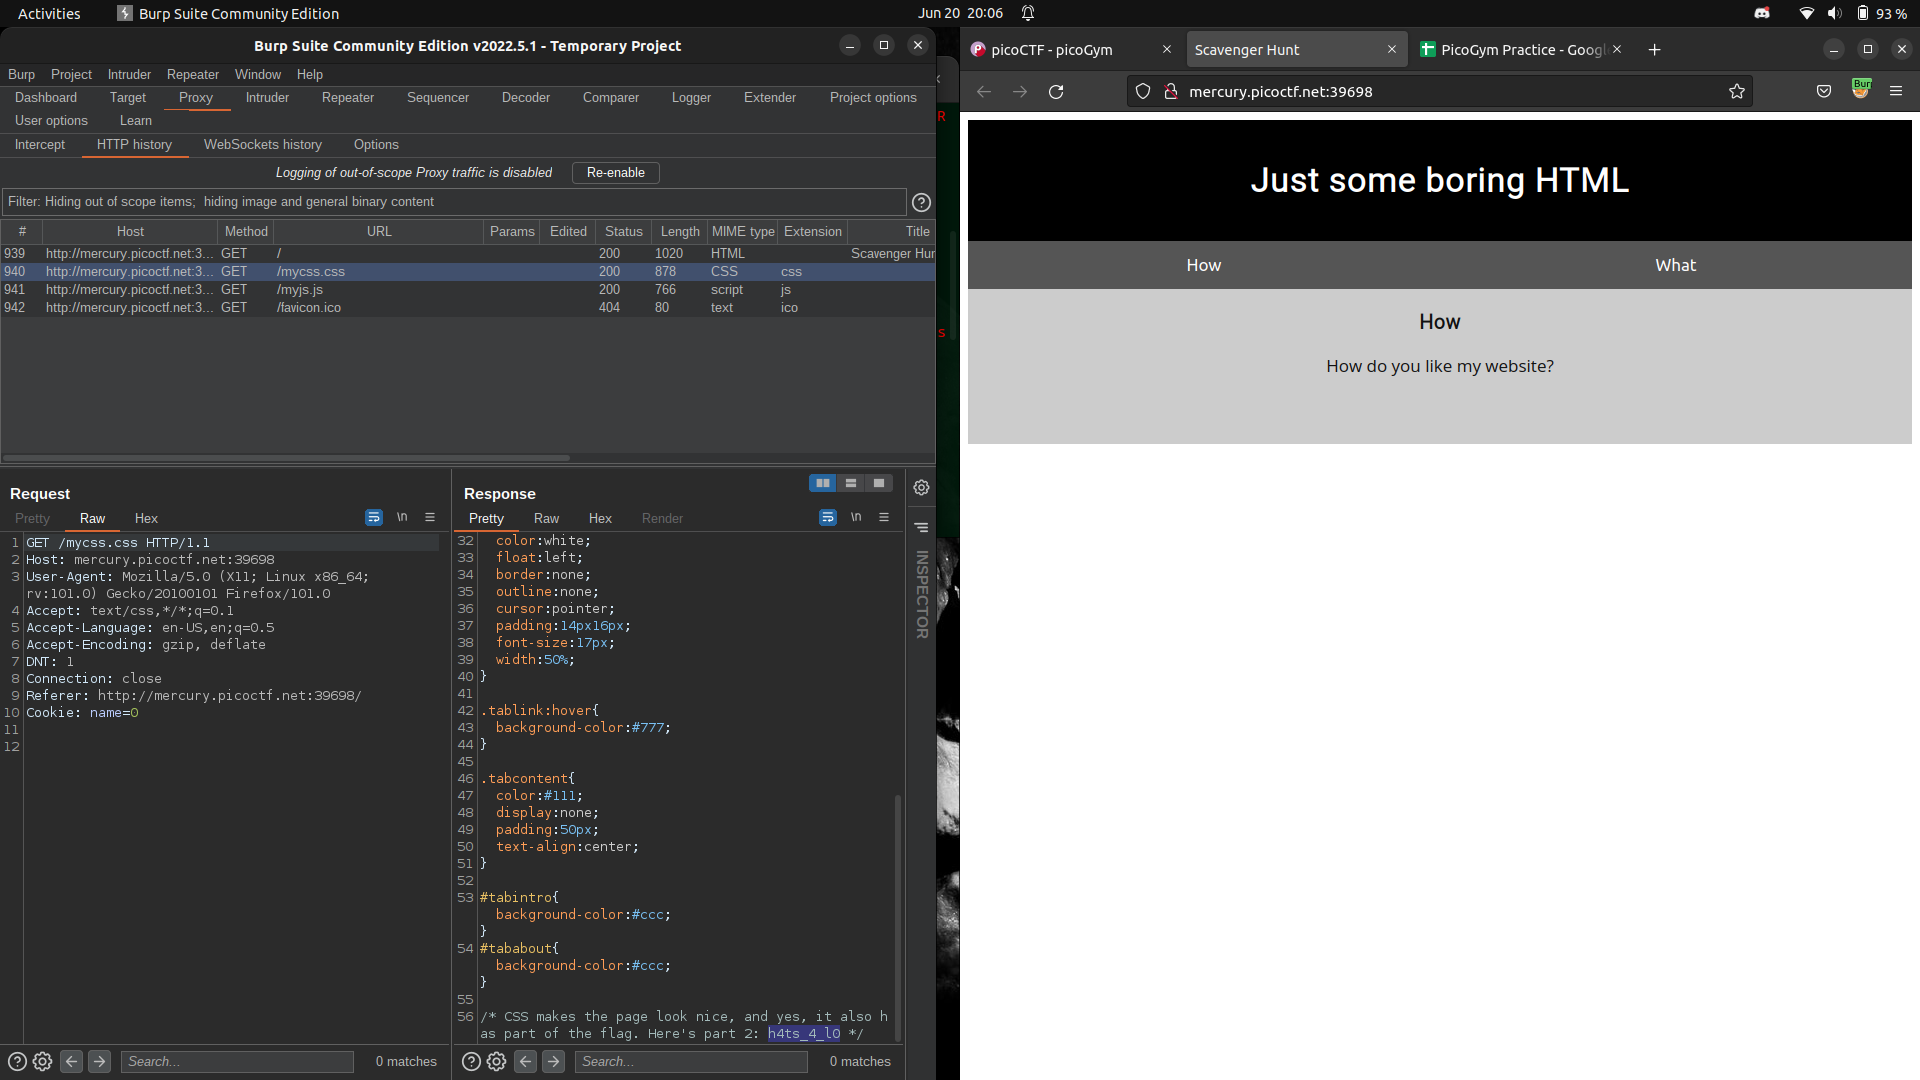 Activities
Burp Suite Community Edition
Jun 20 20:06
93 %
Burp Suite Community Edition v2022.5.1 - Temporary Project
Burp Project Intruder Repeater Window Help
Dashboard Target Proxy Intruder Repeater Sequencer Decoder Comparer Logger Extender Project options
User options Learn
Intercept HTTP history WebSockets history Options
Logging of out-of-scope Proxy traffic is disabled Re-enable
Filter: Hiding out of scope items; hiding image and general binary content
# Host Method URL Params Edited Status Length MIME type Extension Title
939 http://mercury.picoctf.net:3... GET / 200 1020 HTML Scavenger Hun
940 http://mercury.picoctf.net:3... GET /mycss.css 200 878 CSS css
941 http://mercury.picoctf.net:3... GET /myjs.js 200 766 script js
942 http://mercury.picoctf.net:3... GET /favicon.ico 404 80 text ico
Request
Pretty Raw Hex
\n
1 GET /mycss.css HTTP/1.1
2 Host: mercury.picoctf.net:39698
3 User-Agent: Mozilla/5.0 (X11; Linux x86_64;
rv:101.0) Gecko/20100101 Firefox/101.0
4 Accept: text/css,*/*;q=0.1
5 Accept-Language: en-US,en;q=0.5
6 Accept-Encoding: gzip, deflate
7 DNT: 1
8 Connection: close
9 Referer: http://mercury.picoctf.net:39698/
10 Cookie: name=0
11
12
Search...
0 matches
Response
Pretty Raw Hex Render
\n
32 color:white;
33 float:left;
34 border:none;
35 outline:none;
36 cursor:pointer;
37 padding:14px16px;
38 font-size:17px;
39 width:50%;
40 }
41
42 .tablink:hover{
43 background-color:#777;
44 }
45
46 .tabcontent{
47 color:#111;
48 display:none;
49 padding:50px;
50 text-align:center;
51 }
52
53 #tabintro{
background-color:#ccc;
}
54 #tababout{
background-color:#ccc;
}
55
56 /* CSS makes the page look nice, and yes, it also h
as part of the flag. Here's part 2: h4ts_4_l0 */
Search...
0 matches
INSPECTOR
R
s
picoCTF - picoGym
Scavenger Hunt
PicoGym Practice - Googl
mercury.picoctf.net:39698
Burp
Just some boring HTML
How What
How
How do you like my website?